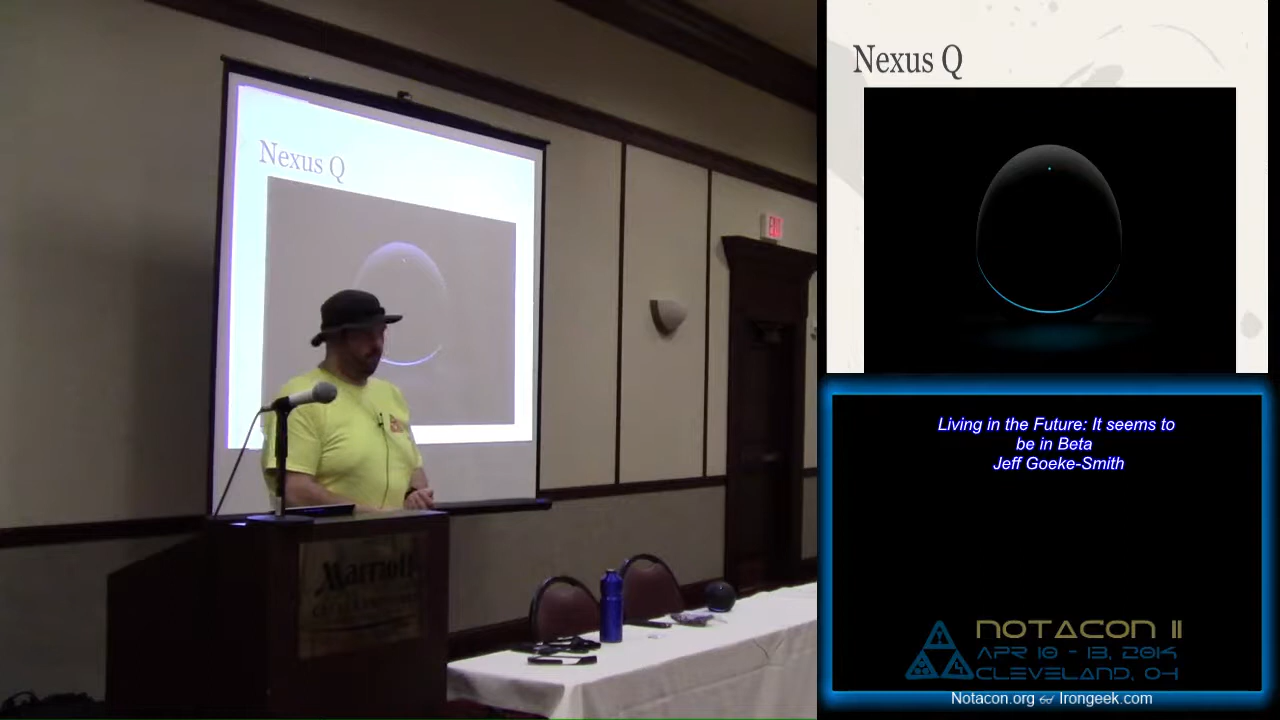 Nexus Q
Nexus Q
EXIT
Marriott
Living in the Future: It seems to
be in Beta
Jeff Goeke-Smith
NOTACON 11
APR 10 - 13, 2014
CLEVELAND, OH
Notacon.org Irongeek.com